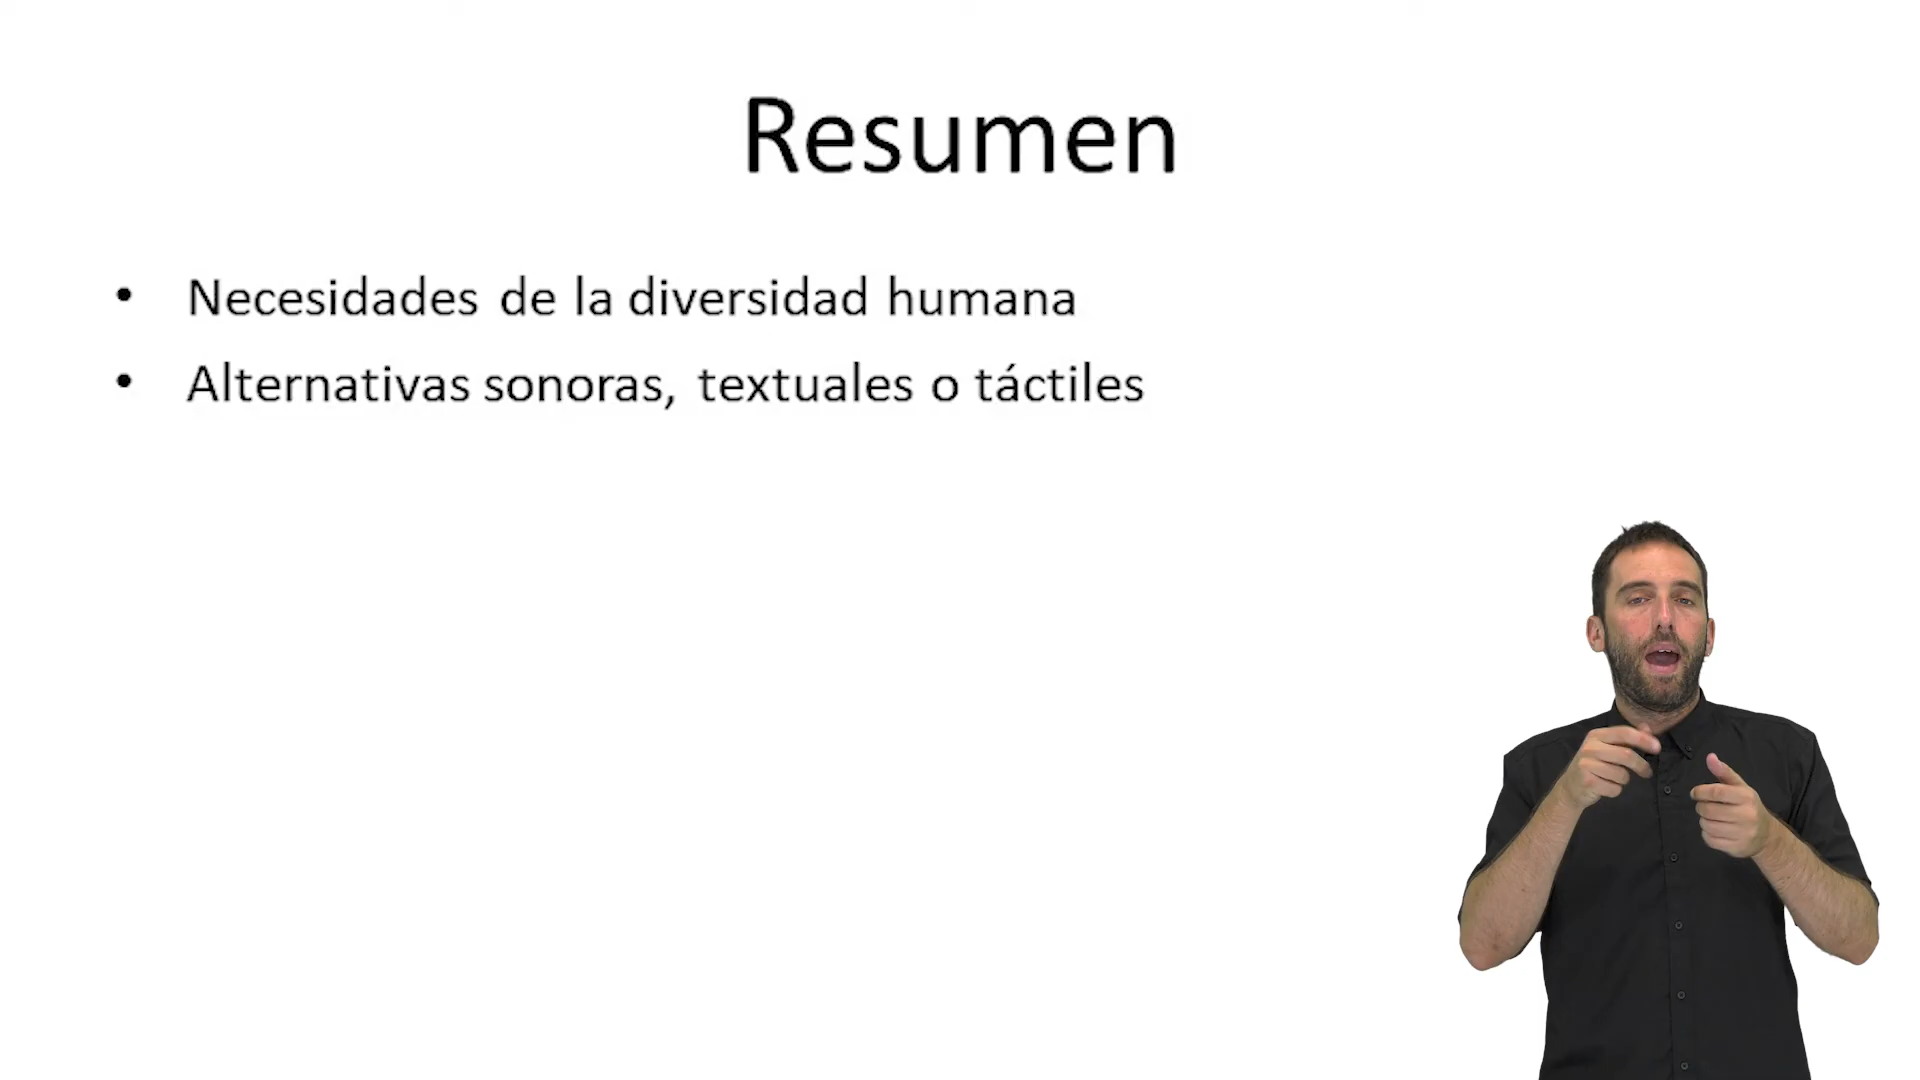 Resumen
• Necesidades de la diversidad humana
• Alternativas sonoras, textuales o táctiles